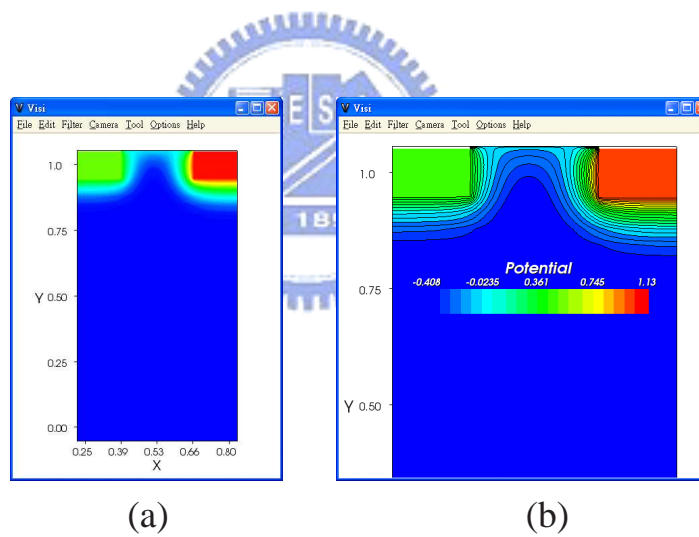 ES
189
Visi
File Edit Filter Camera Tool Options Help
1.0
0.75
Y 0.50
0.25
0.00
0.25 0.39 0.53 0.66 0.80
X
(a)
Visi
File Edit Filter Camera Tool Options Help
1.0
Potential
-0.408 -0.0235 0.361 0.745 1.13
0.75
Y 0.50
(b)